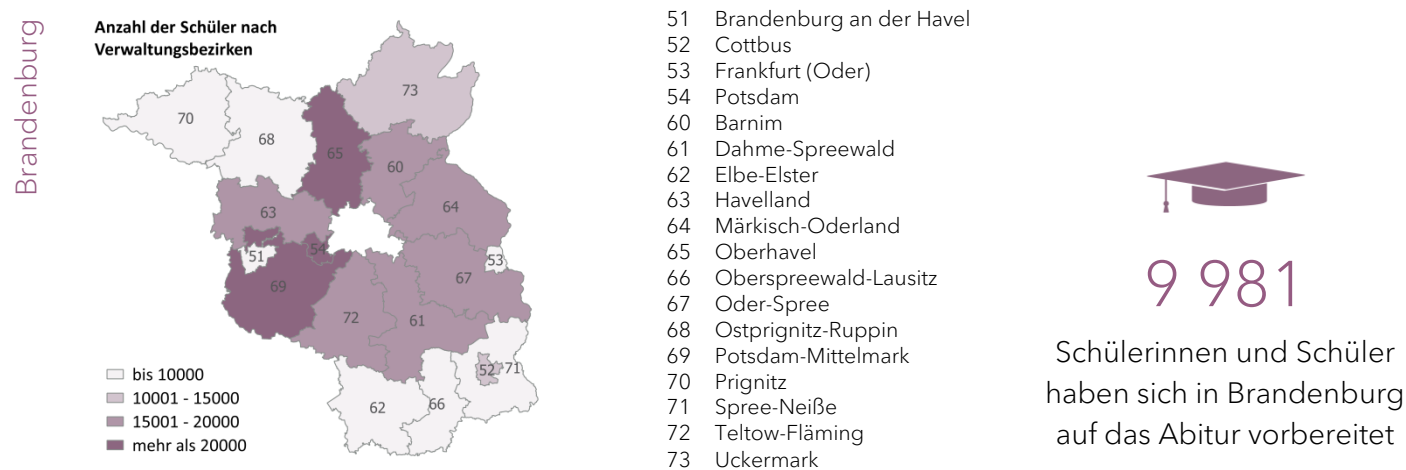 Brandenburg
Anzahl der Schüler nach
Verwaltungsbezirken
73
70
68
65
60
63
64
54
51
53
67
69
72
61
52
71
62
66
bis 10000
10001 - 15000
15001 - 20000
mehr als 20000
51 Brandenburg an der Havel
52 Cottbus
53 Frankfurt (Oder)
54 Potsdam
60 Barnim
61 Dahme-Spreewald
62 Elbe-Elster
63 Havelland
64 Märkisch-Oderland
65 Oberhavel
66 Oberspreewald-Lausitz
67 Oder-Spree
68 Ostprignitz-Ruppin
69 Potsdam-Mittelmark
70 Prignitz
71 Spree-Neiße
72 Teltow-Fläming
73 Uckermark
9 981
Schülerinnen und Schüler
haben sich in Brandenburg
auf das Abitur vorbereitet